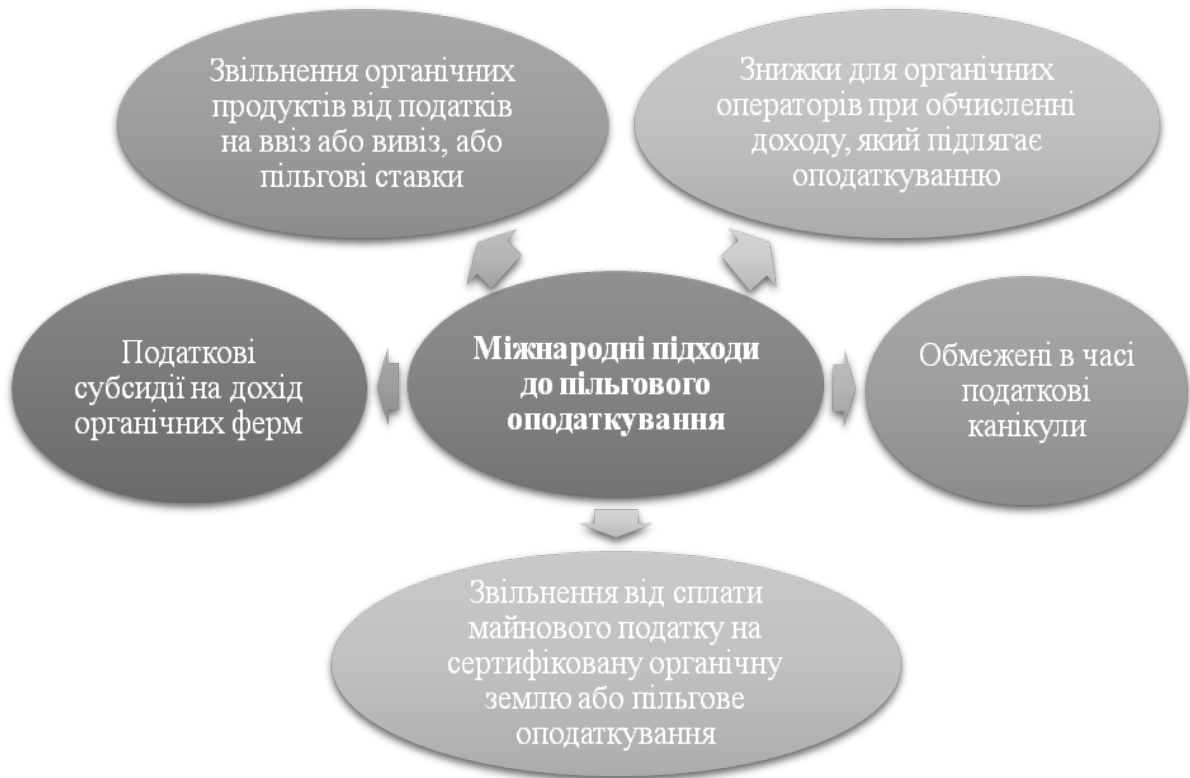 Звільнення органічних
продуктів від податків
на ввіз або вивіз, або
пільгові ставки
Знижки для органічних
операторів при обчисленні
доходу, який підлягає
оподаткуванню
Податкові
субсидії на дохід
органічних ферм
Міжнародні підходи
до пільгового
оподаткування
Обмежені в часі
податкові
канікули
Звільнення від сплати
майнового податку на
сертифіковану органічну
землю або пільгове
оподаткування